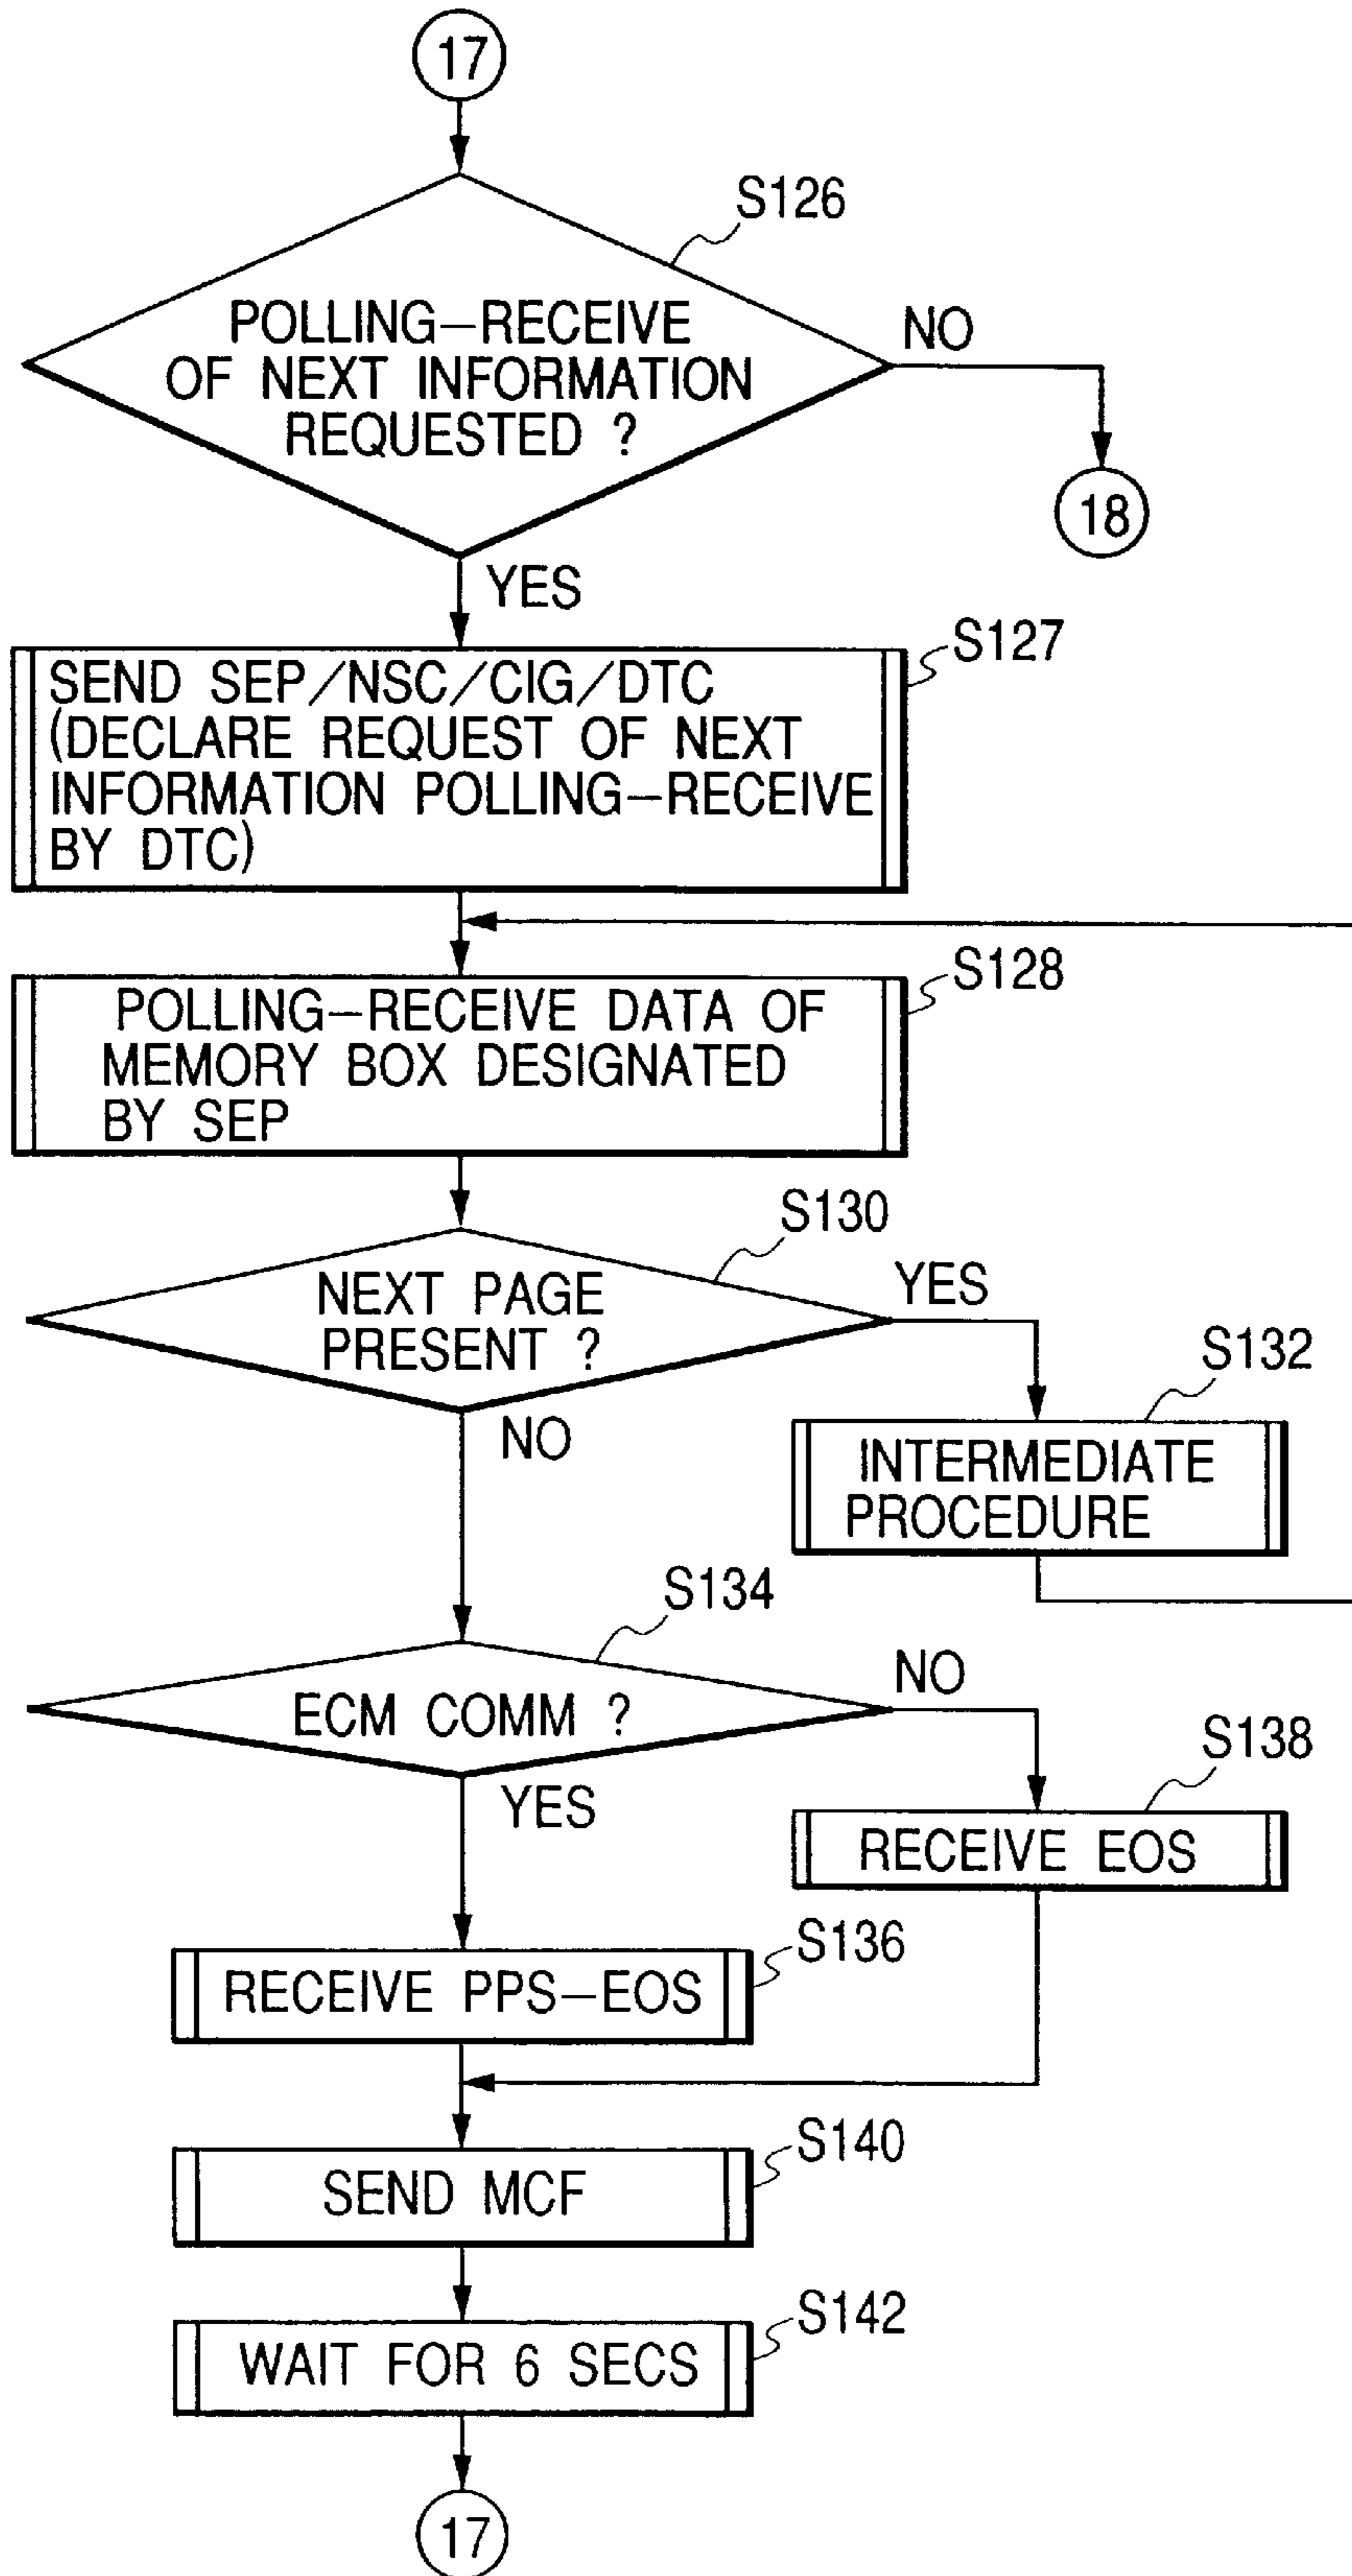 17
S126
POLLING-RECEIVE
OF NEXT INFORMATION
REQUESTED ?
NO
18
YES
S127
SEND SEP/NSC/CIG/DTC
(DECLARE REQUEST OF NEXT
INFORMATION POLLING-RECEIVE
BY DTC)
S128
POLLING-RECEIVE DATA OF
MEMORY BOX DESIGNATED
BY SEP
S130
NEXT PAGE
PRESENT ?
YES
NO
S132
INTERMEDIATE
PROCEDURE
S134
ECM COMM ?
NO
YES
S138
RECEIVE EOS
S136
RECEIVE PPS-EOS
S140
SEND MCF
S142
WAIT FOR 6 SECS
17